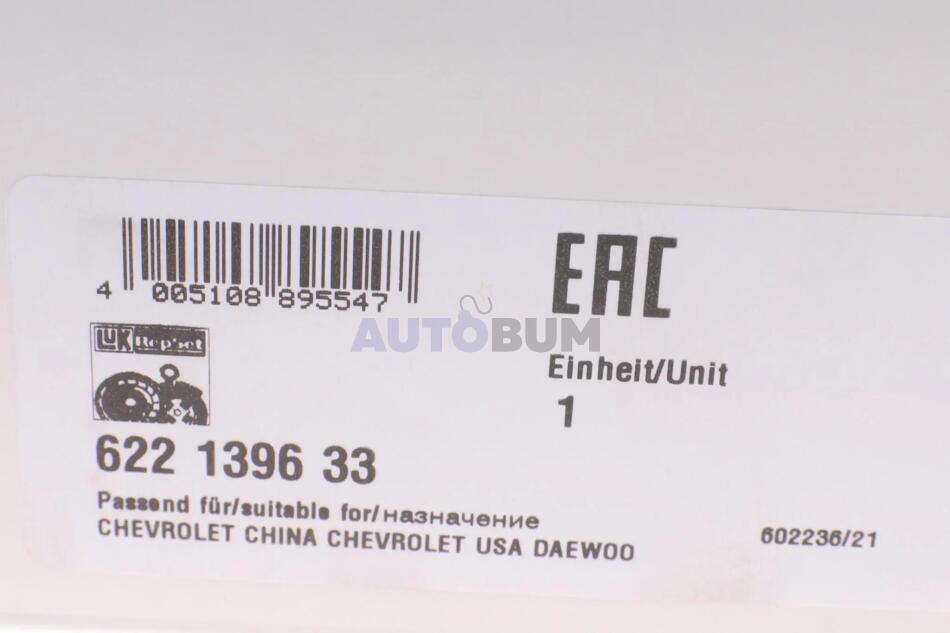 4 005108 895547
EAC
AUTOBUM
LUK RepSet
Einheit/Unit
1
622 1396 33
Passend für/suitable for/назначение
CHEVROLET CHINA CHEVROLET USA DAEWOO
602236/21